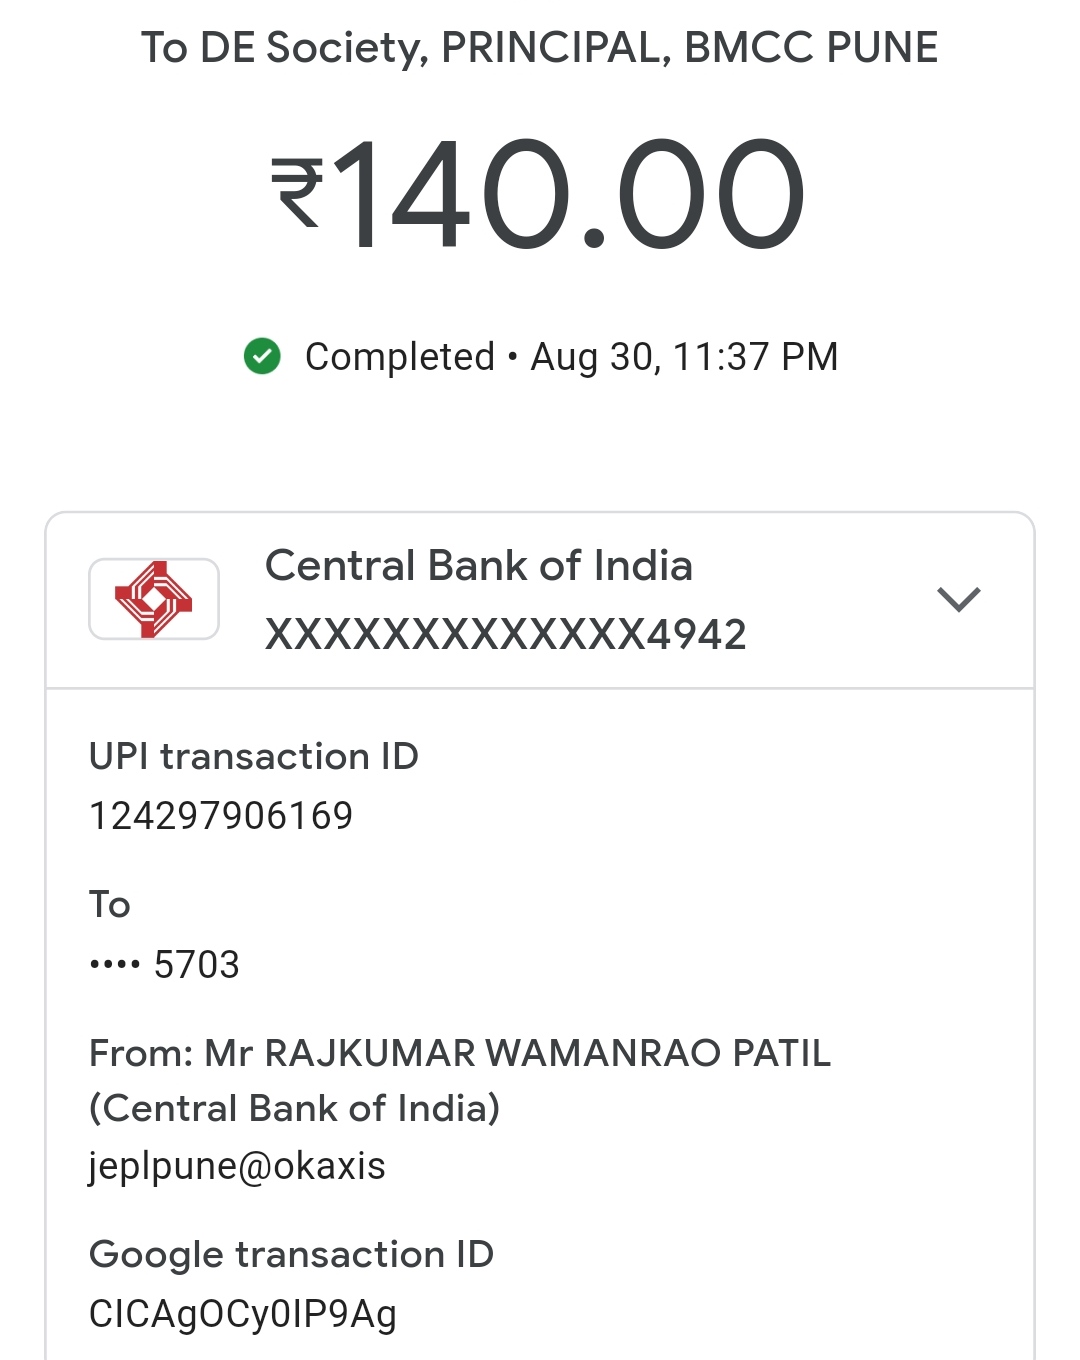 To DE Society, PRINCIPAL, BMCC PUNE
₹140.00
Completed • Aug 30, 11:37 PM
Central Bank of India
XXXXXXXXXXXXX4942
UPI transaction ID
124297906169
To
•••• 5703
From: Mr RAJKUMAR WAMANRAO PATIL
(Central Bank of India)
jeplpune@okaxis
Google transaction ID
CICAgOCy0IP9Ag